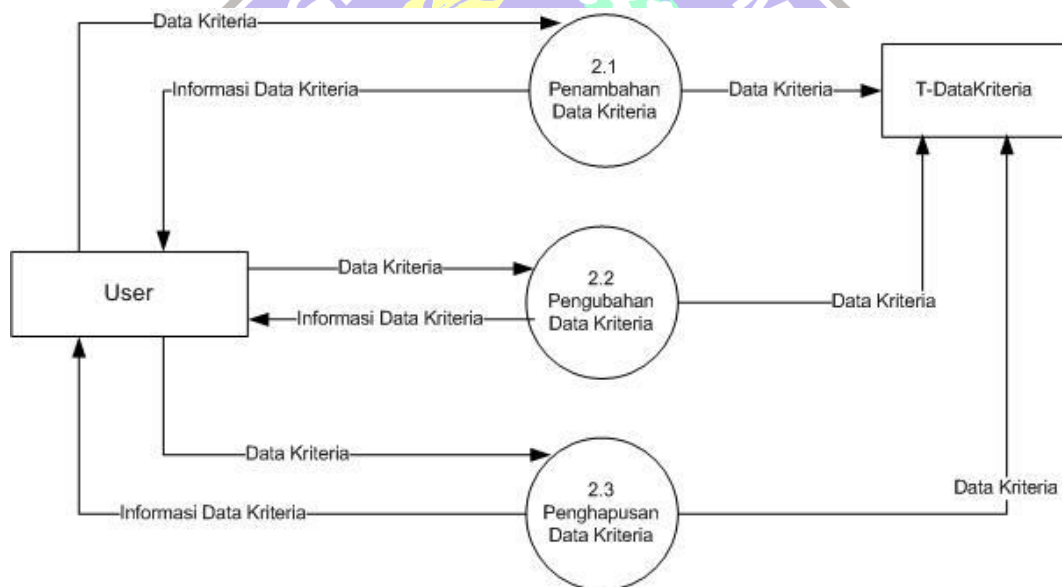 Data Kriteria
2.1
Penambahan
Data Kriteria
Informasi Data Kriteria
Data Kriteria
T-DataKriteria
User
Data Kriteria
2.2
Pengubahan
Data Kriteria
Informasi Data Kriteria
Data Kriteria
Data Kriteria
2.3
Penghapusan
Data Kriteria
Informasi Data Kriteria
Data Kriteria